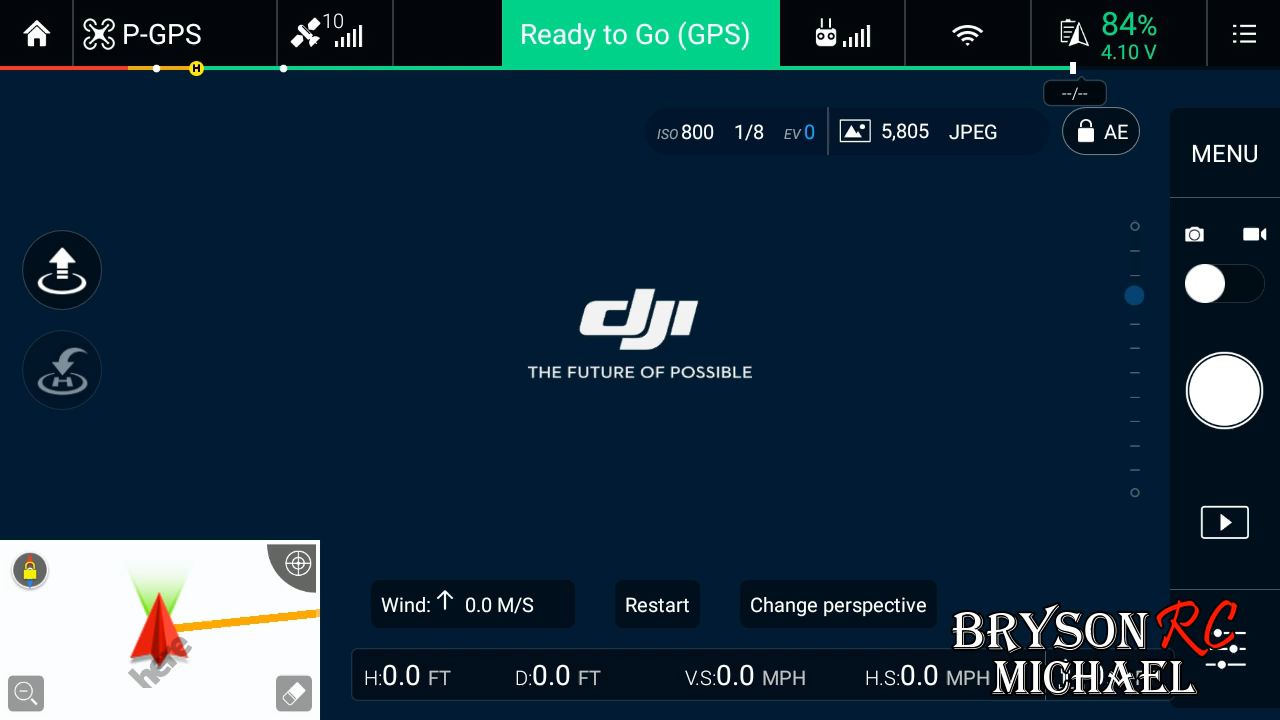 P-GPS
10
Ready to Go (GPS)
84%
4.10 V
--/--
ISO 800 1/8 EV 0 5,805 JPEG
AE
MENU
dji
THE FUTURE OF POSSIBLE
H
Wind: ↑ 0.0 M/S
Restart
Change perspective
here
H:0.0 FT D:0.0 FT V.S:0.0 MPH H.S:0.0 MPH
BRYSON RC
MICHAEL